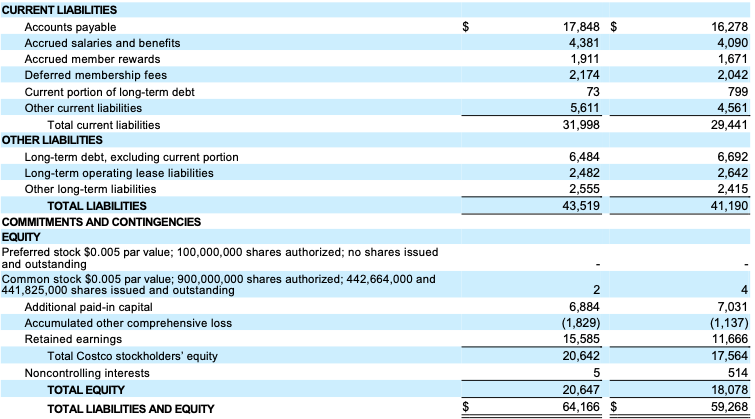 CURRENT LIABILITIES
Accounts payable $ 17,848 $ 16,278
Accrued salaries and benefits 4,381 4,090
Accrued member rewards 1,911 1,671
Deferred membership fees 2,174 2,042
Current portion of long-term debt 73 799
Other current liabilities 5,611 4,561
Total current liabilities 31,998 29,441
OTHER LIABILITIES
Long-term debt, excluding current portion 6,484 6,692
Long-term operating lease liabilities 2,482 2,642
Other long-term liabilities 2,555 2,415
TOTAL LIABILITIES 43,519 41,190
COMMITMENTS AND CONTINGENCIES
EQUITY
Preferred stock $0.005 par value; 100,000,000 shares authorized; no shares issued
and outstanding - -
Common stock $0.005 par value; 900,000,000 shares authorized; 442,664,000 and
441,825,000 shares issued and outstanding 2 4
Additional paid-in capital 6,884 7,031
Accumulated other comprehensive loss (1,829) (1,137)
Retained earnings 15,585 11,666
Total Costco stockholders' equity 20,642 17,564
Noncontrolling interests 5 514
TOTAL EQUITY 20,647 18,078
TOTAL LIABILITIES AND EQUITY $ 64,166 $ 59,268